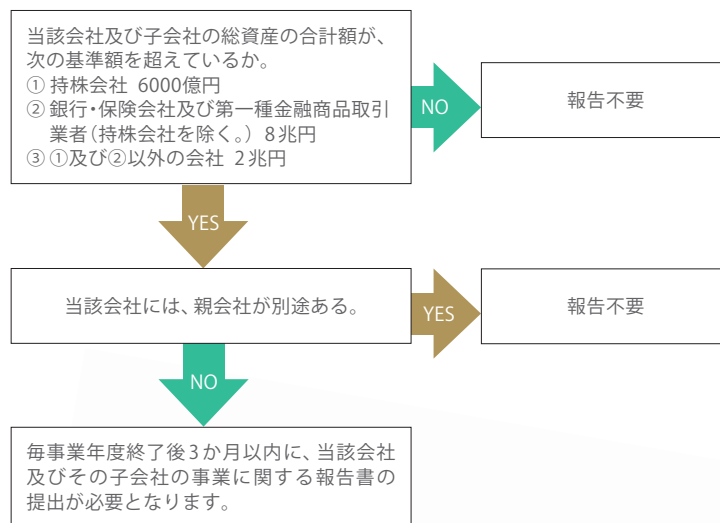 当該会社及び子会社の総資産の合計額が、
次の基準額を超えているか。
① 持株会社 6000億円
② 銀行・保険会社及び第一種金融商品取引
業者（持株会社を除く。） 8兆円
③ ①及び②以外の会社 2兆円
NO
報告不要
YES
当該会社には、親会社が別途ある。
YES
報告不要
NO
毎事業年度終了後3か月以内に、当該会社
及びその子会社の事業に関する報告書の
提出が必要となります。